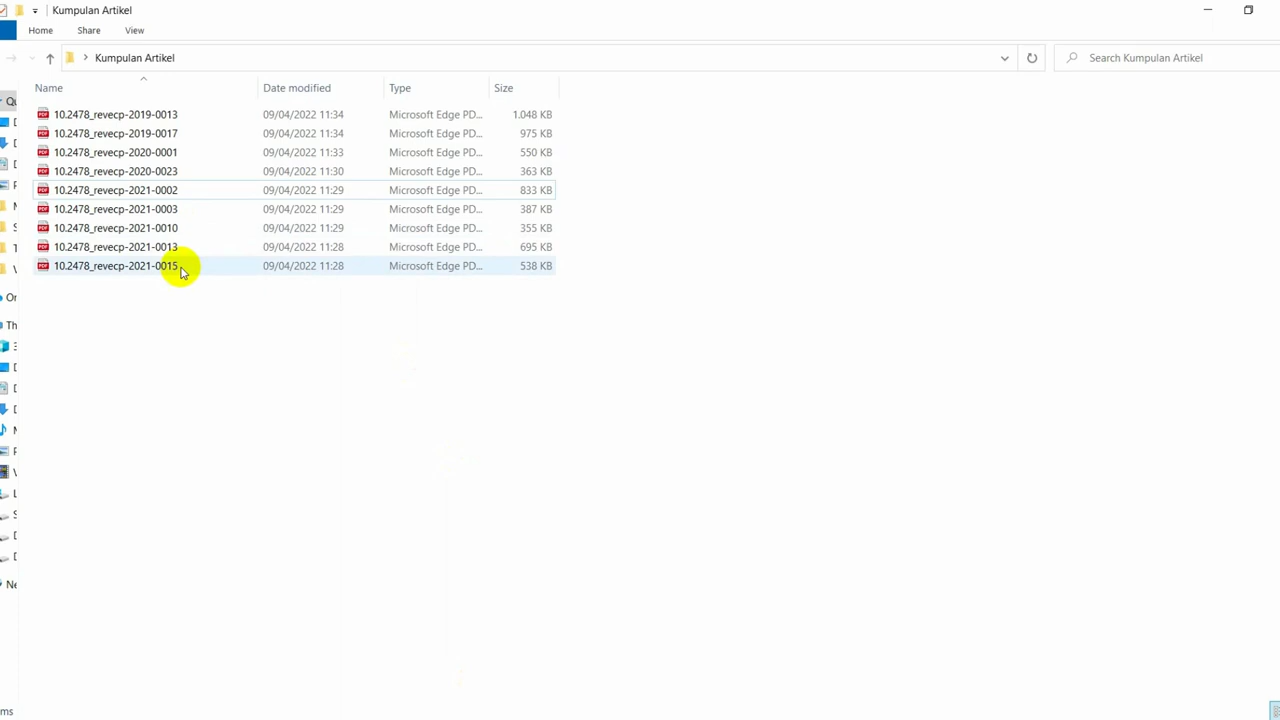 Kumpulan Artikel
Home Share View
Kumpulan Artikel Search Kumpulan Artikel
Name Date modified Type Size
10.2478_revecp-2019-0013 09/04/2022 11:34 Microsoft Edge PD... 1.048 KB
10.2478_revecp-2019-0017 09/04/2022 11:34 Microsoft Edge PD... 975 KB
10.2478_revecp-2020-0001 09/04/2022 11:33 Microsoft Edge PD... 550 KB
10.2478_revecp-2020-0023 09/04/2022 11:30 Microsoft Edge PD... 363 KB
10.2478_revecp-2021-0002 09/04/2022 11:29 Microsoft Edge PD... 833 KB
10.2478_revecp-2021-0003 09/04/2022 11:29 Microsoft Edge PD... 387 KB
10.2478_revecp-2021-0010 09/04/2022 11:29 Microsoft Edge PD... 355 KB
10.2478_revecp-2021-0013 09/04/2022 11:28 Microsoft Edge PD... 695 KB
10.2478_revecp-2021-0015 09/04/2022 11:28 Microsoft Edge PD... 538 KB
On
Th
Ne
ms